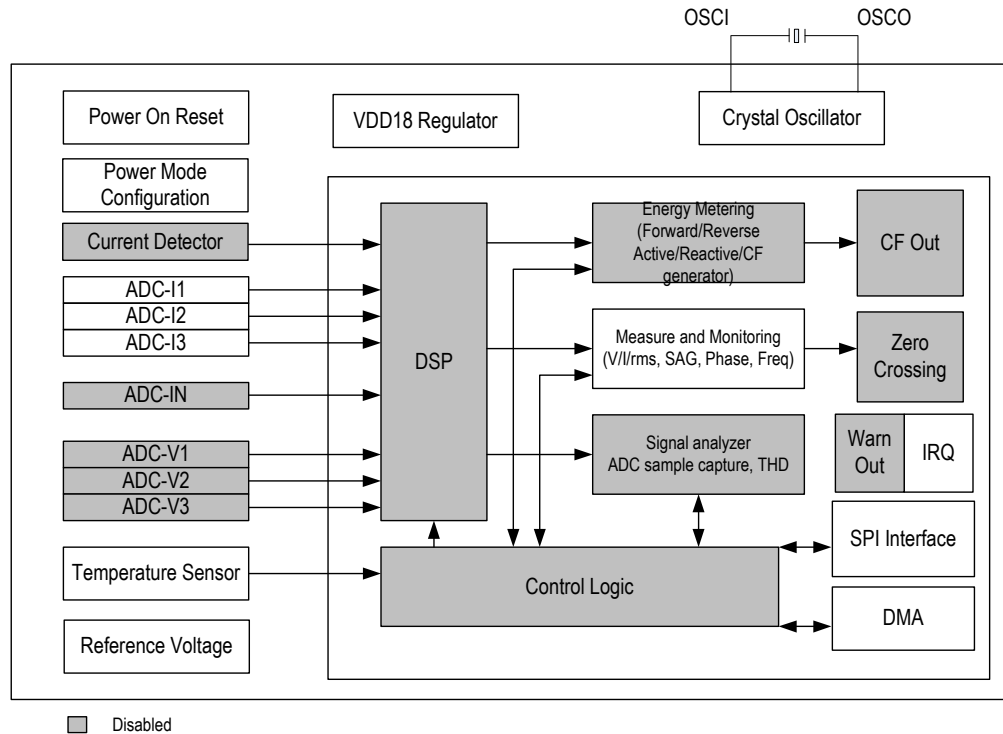 OSCI
OSCO
Power On Reset
VDD18 Regulator
Crystal Oscillator
Power Mode
Configuration
Current Detector
ADC-I1
ADC-I2
ADC-I3
ADC-IN
ADC-V1
ADC-V2
ADC-V3
Temperature Sensor
Reference Voltage
DSP
Energy Metering
(Forward/Reverse
Active/Reactive/CF
generator)
CF Out
Measure and Monitoring
(V/I/rms, SAG, Phase, Freq)
Zero
Crossing
Signal analyzer
ADC sample capture, THD
Warn
Out
IRQ
SPI Interface
Control Logic
DMA
Disabled